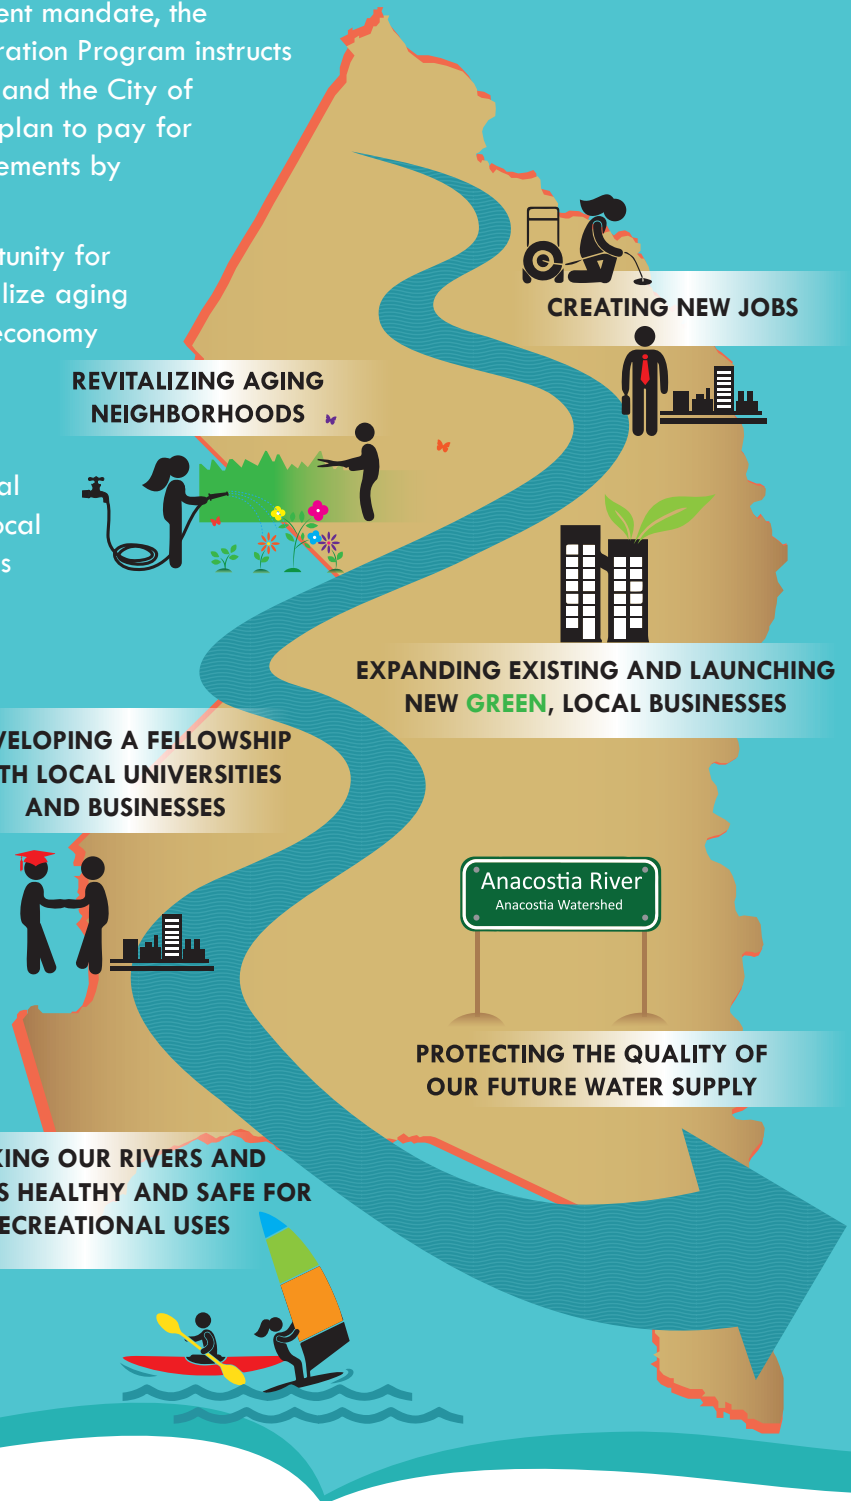 ent mandate, the
ration Program instructs
and the City of
plan to pay for
ements by
tunity for
lize aging
economy
CREATING NEW JOBS
REVITALIZING AGING
NEIGHBORHOODS
al
ocal
s
EXPANDING EXISTING AND LAUNCHING
NEW GREEN, LOCAL BUSINESSES
VELOPING A FELLOWSHIP
TH LOCAL UNIVERSITIES
AND BUSINESSES
Anacostia River
Anacostia Watershed
PROTECTING THE QUALITY OF
OUR FUTURE WATER SUPPLY
KING OUR RIVERS AND
S HEALTHY AND SAFE FOR
ECREATIONAL USES